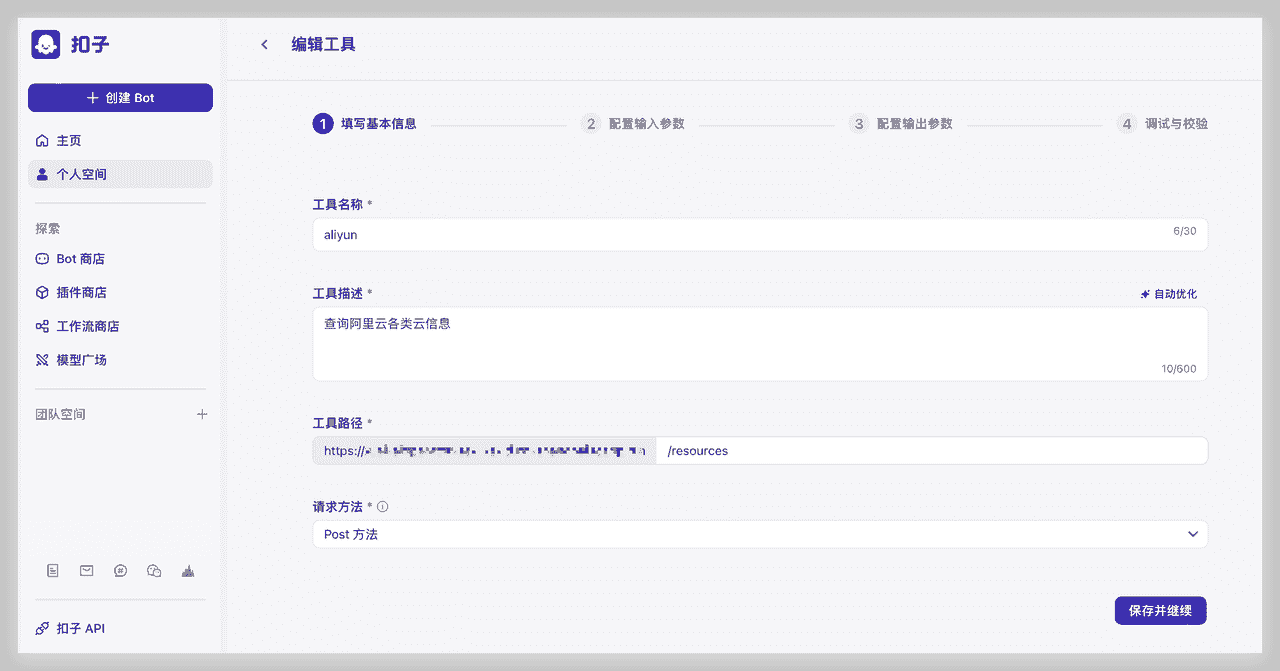 扣子
创建 Bot
主页
个人空间
探索
Bot 商店
插件商店
工作流商店
模型广场
团队空间
扣子 API
编辑工具
1 填写基本信息
2 配置输入参数
3 配置输出参数
4 调试与校验
工具名称 *
aliyun
6/30
工具描述 *
自动优化
查询阿里云各类云信息
10/600
工具路径 *
https://
/resources
请求方法 *
Post 方法
保存并继续